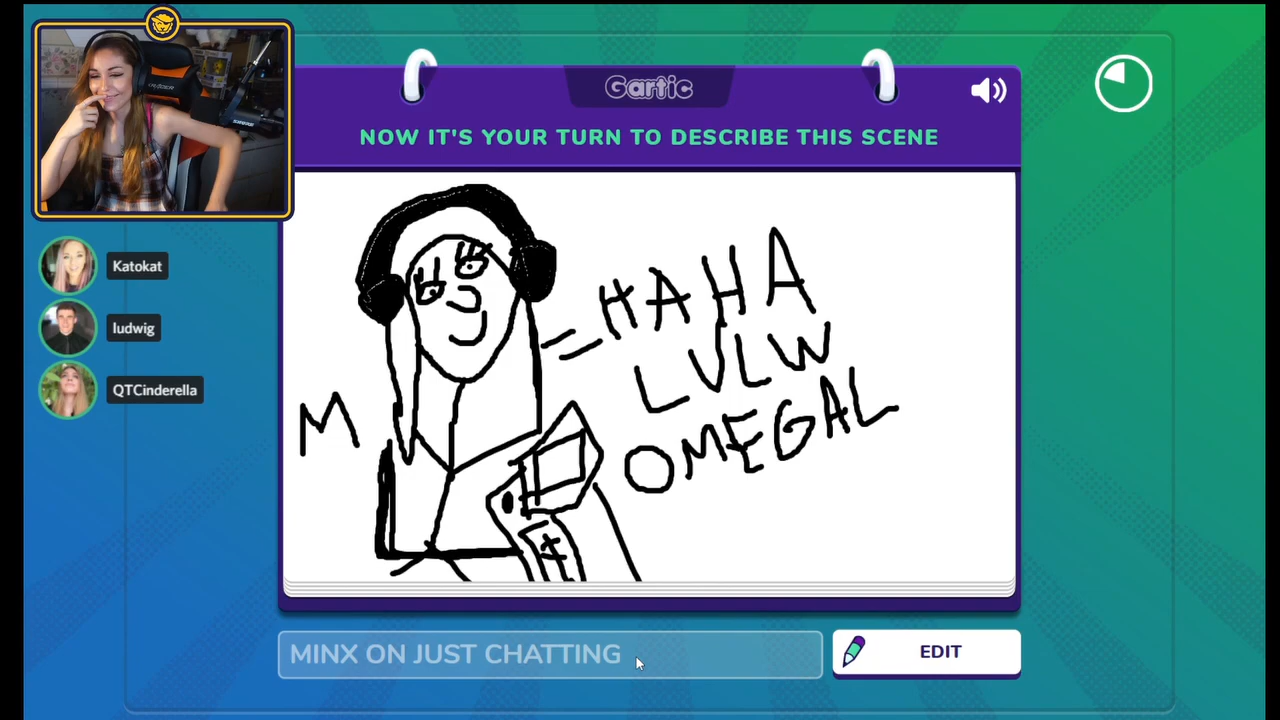 Gartic
NOW IT'S YOUR TURN TO DESCRIBE THIS SCENE
Katokat
ludwig
QTCinderella
HAHA
LVLW
OMEGAL
M
MINX ON JUST CHATTING
EDIT